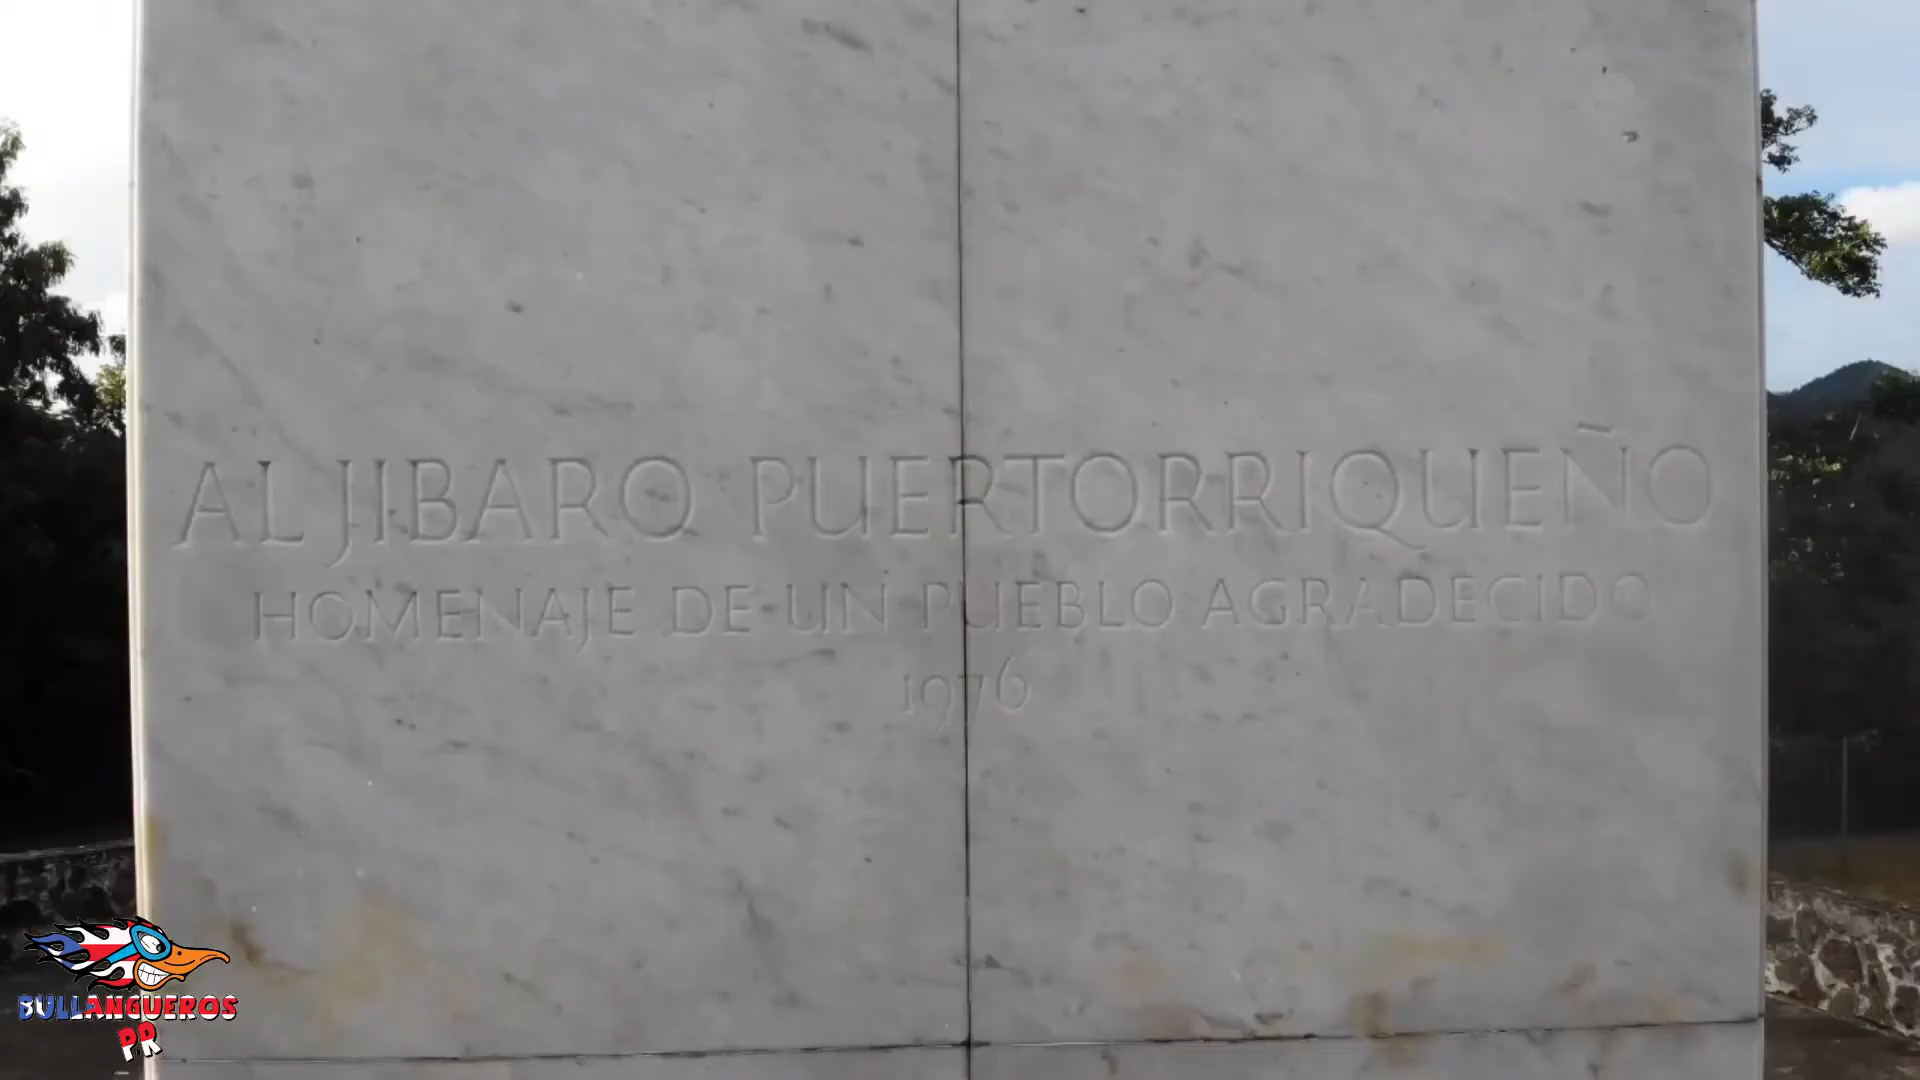 AL JIBARO PUERTORRIQUEÑO
HOMENAJE DE UN PUEBLO AGRADECIDO
1976
BULLANGUEROS
PR